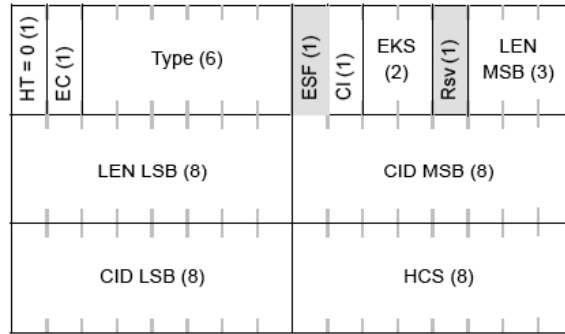 HT = 0 (1)
EC (1)
Type (6)
ESF (1)
CI (1)
EKS
(2)
Rsv (1)
LEN
MSB (3)
LEN LSB (8)
CID MSB (8)
CID LSB (8)
HCS (8)